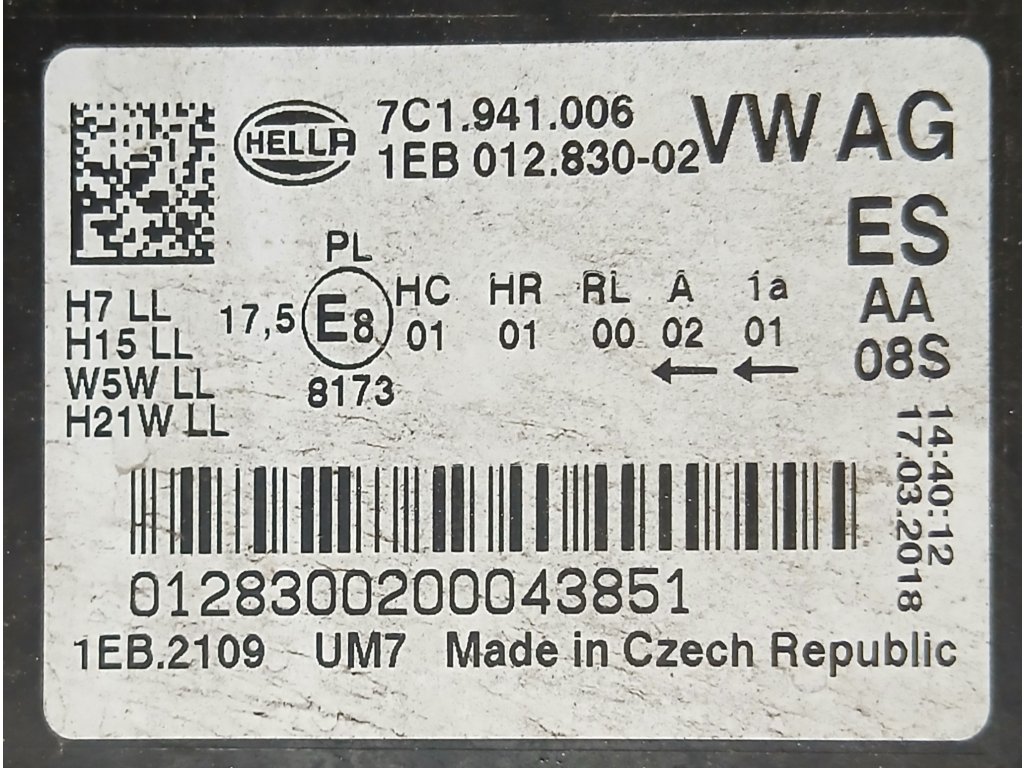 HELLA
7C1.941.006
1EB 012.830-02
VW AG
ES
AA
08S
PL
H7 LL
H15 LL
W5W LL
H21W LL
17,5 E8
8173
HC HR RL A 1a
01 01 00 02 01
14:40:12
17.03.2018
01283002000043851
1EB.2109 UM7 Made in Czech Republic